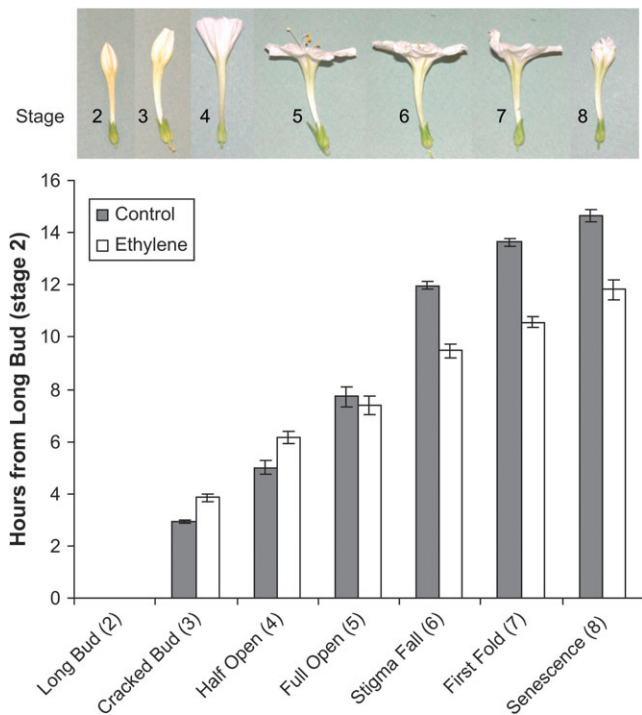 Stage 2 3 4 5 6 7 8
Hours from Long Bud (stage 2)
16
14
12
10
8
6
4
2
0
Control
Ethylene
Long Bud (2)
Cracked Bud (3)
Half Open (4)
Full Open (5)
Stigma Fall (6)
First Fold (7)
Senescence (8)